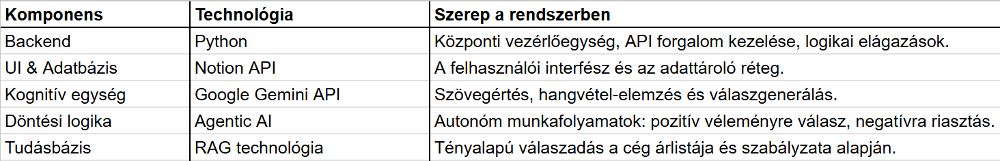 Komponens Technológia Szerep a rendszerben
Backend Python Központi vezérlőegység, API forgalom kezelése, logikai elágazások.
UI & Adatbázis Notion API A felhasználói interfész és az adattároló réteg.
Kognitív egység Google Gemini API Szövegértés, hangvétel-elemzés és válaszgenerálás.
Döntési logika Agentic AI Autonóm munkafolyamatok: pozitív véleményre válasz, negatívra riasztás.
Tudásbázis RAG technológia Tényalapú válaszadás a cég árlistája és szabályzata alapján.